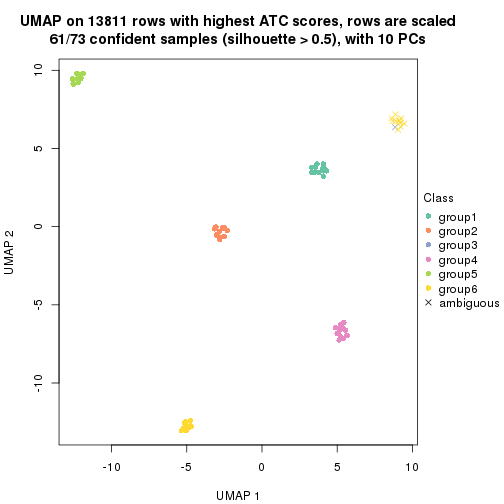 UMAP on 13811 rows with highest ATC scores, rows are scaled
61/73 confident samples (silhouette > 0.5), with 10 PCs
10
5
0
-5
-10
UMAP 2
-10
-5
0
5
10
UMAP 1
Class
group1
group2
group3
group4
group5
group6
ambiguous